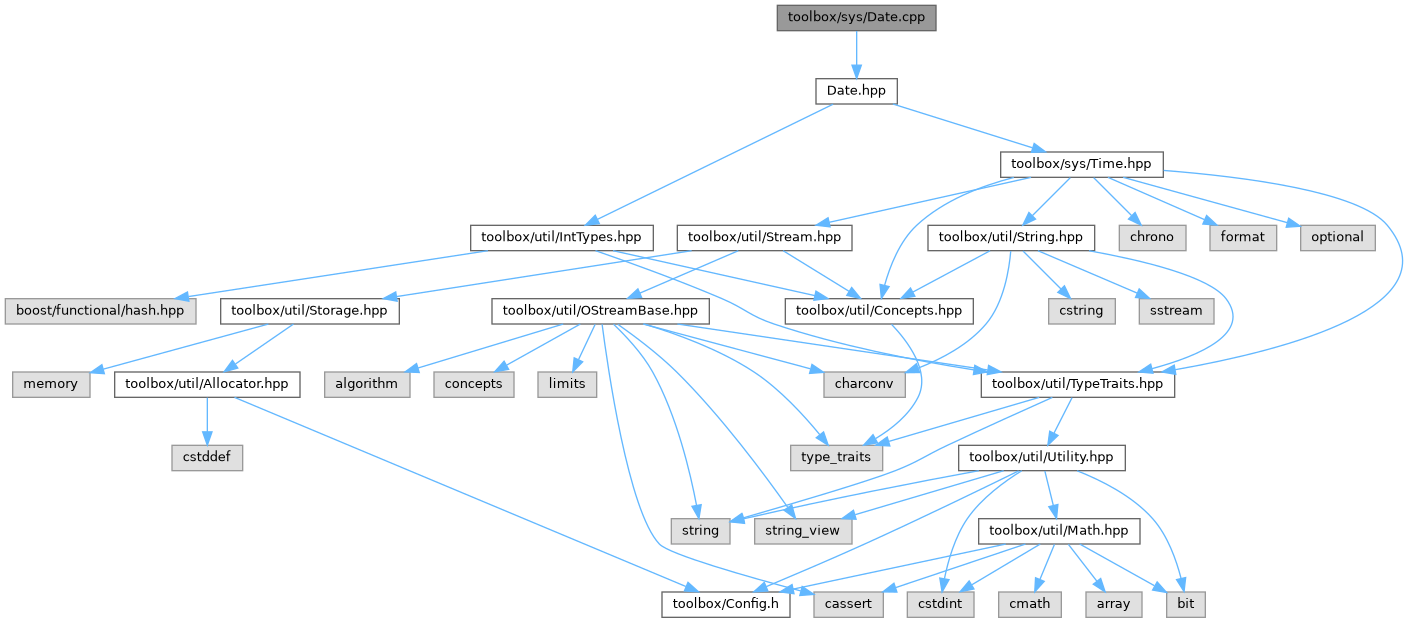 toolbox/sys/Date.cpp
Date.hpp
toolbox/sys/Time.hpp
toolbox/util/IntTypes.hpp
toolbox/util/Stream.hpp
toolbox/util/String.hpp
chrono
format
optional
boost/functional/hash.hpp
toolbox/util/Storage.hpp
toolbox/util/OStreamBase.hpp
toolbox/util/Concepts.hpp
cstring
sstream
memory
toolbox/util/Allocator.hpp
algorithm
concepts
limits
charconv
toolbox/util/TypeTraits.hpp
cstddef
type_traits
toolbox/util/Utility.hpp
string
string_view
toolbox/util/Math.hpp
toolbox/Config.h
cassert
cstdint
cmath
array
bit